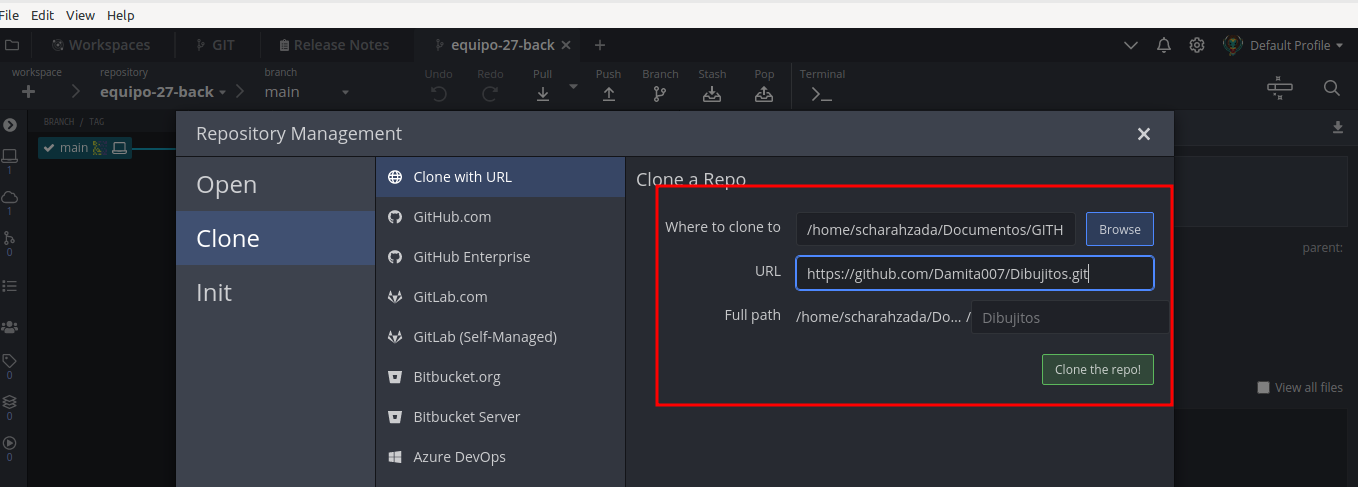 File Edit View Help
Workspaces GIT Release Notes equipo-27-back Default Profile
workspace repository branch Undo Redo Pull Push Branch Stash Pop Terminal
equipo-27-back main
BRANCH / TAG
main
Repository Management
Open
Clone
Init
Clone with URL
GitHub.com
GitHub Enterprise
GitLab.com
GitLab (Self-Managed)
Bitbucket.org
Bitbucket Server
Azure DevOps
Clone a Repo
Where to clone to /home/scharahzada/Documentos/GITH Browse
URL https://github.com/Damita007/Dibujitos.git
Full path /home/scharahzada/Do... / Dibujitos
Clone the repo!
1
1
0
0
0
0
parent:
View all files